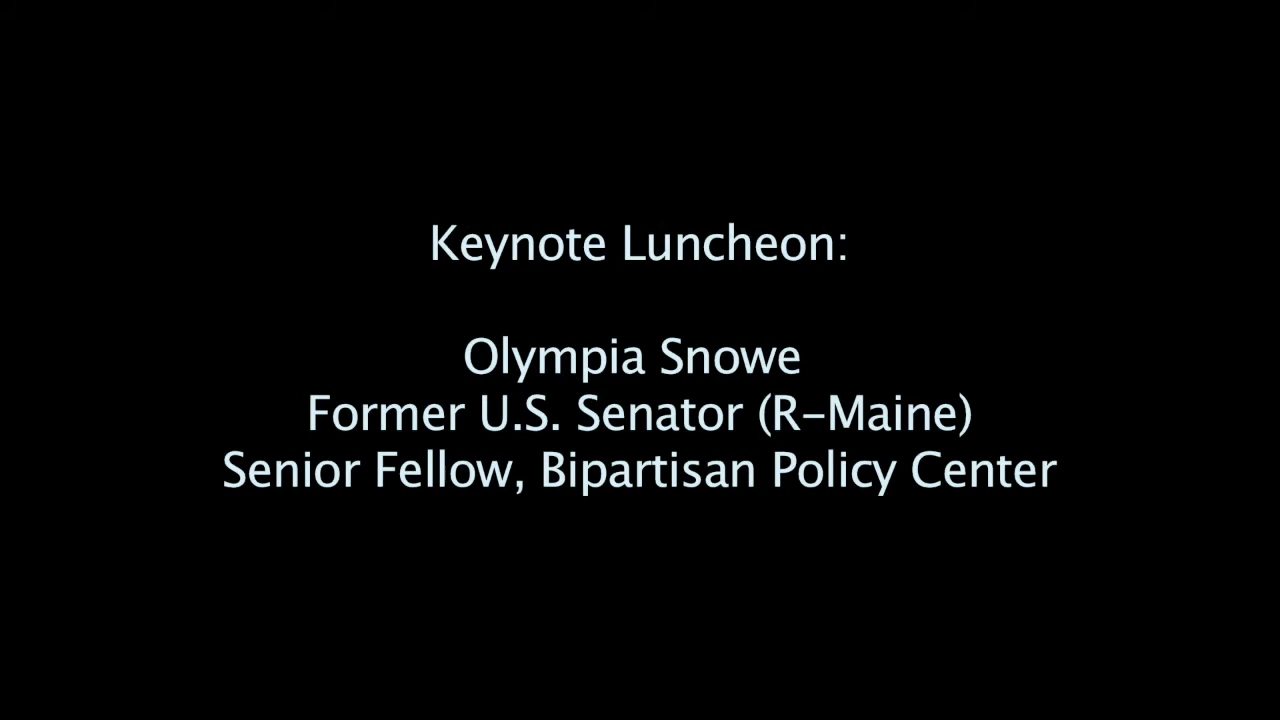 Keynote Luncheon:
Olympia Snowe
Former U.S. Senator (R–Maine)
Senior Fellow, Bipartisan Policy Center